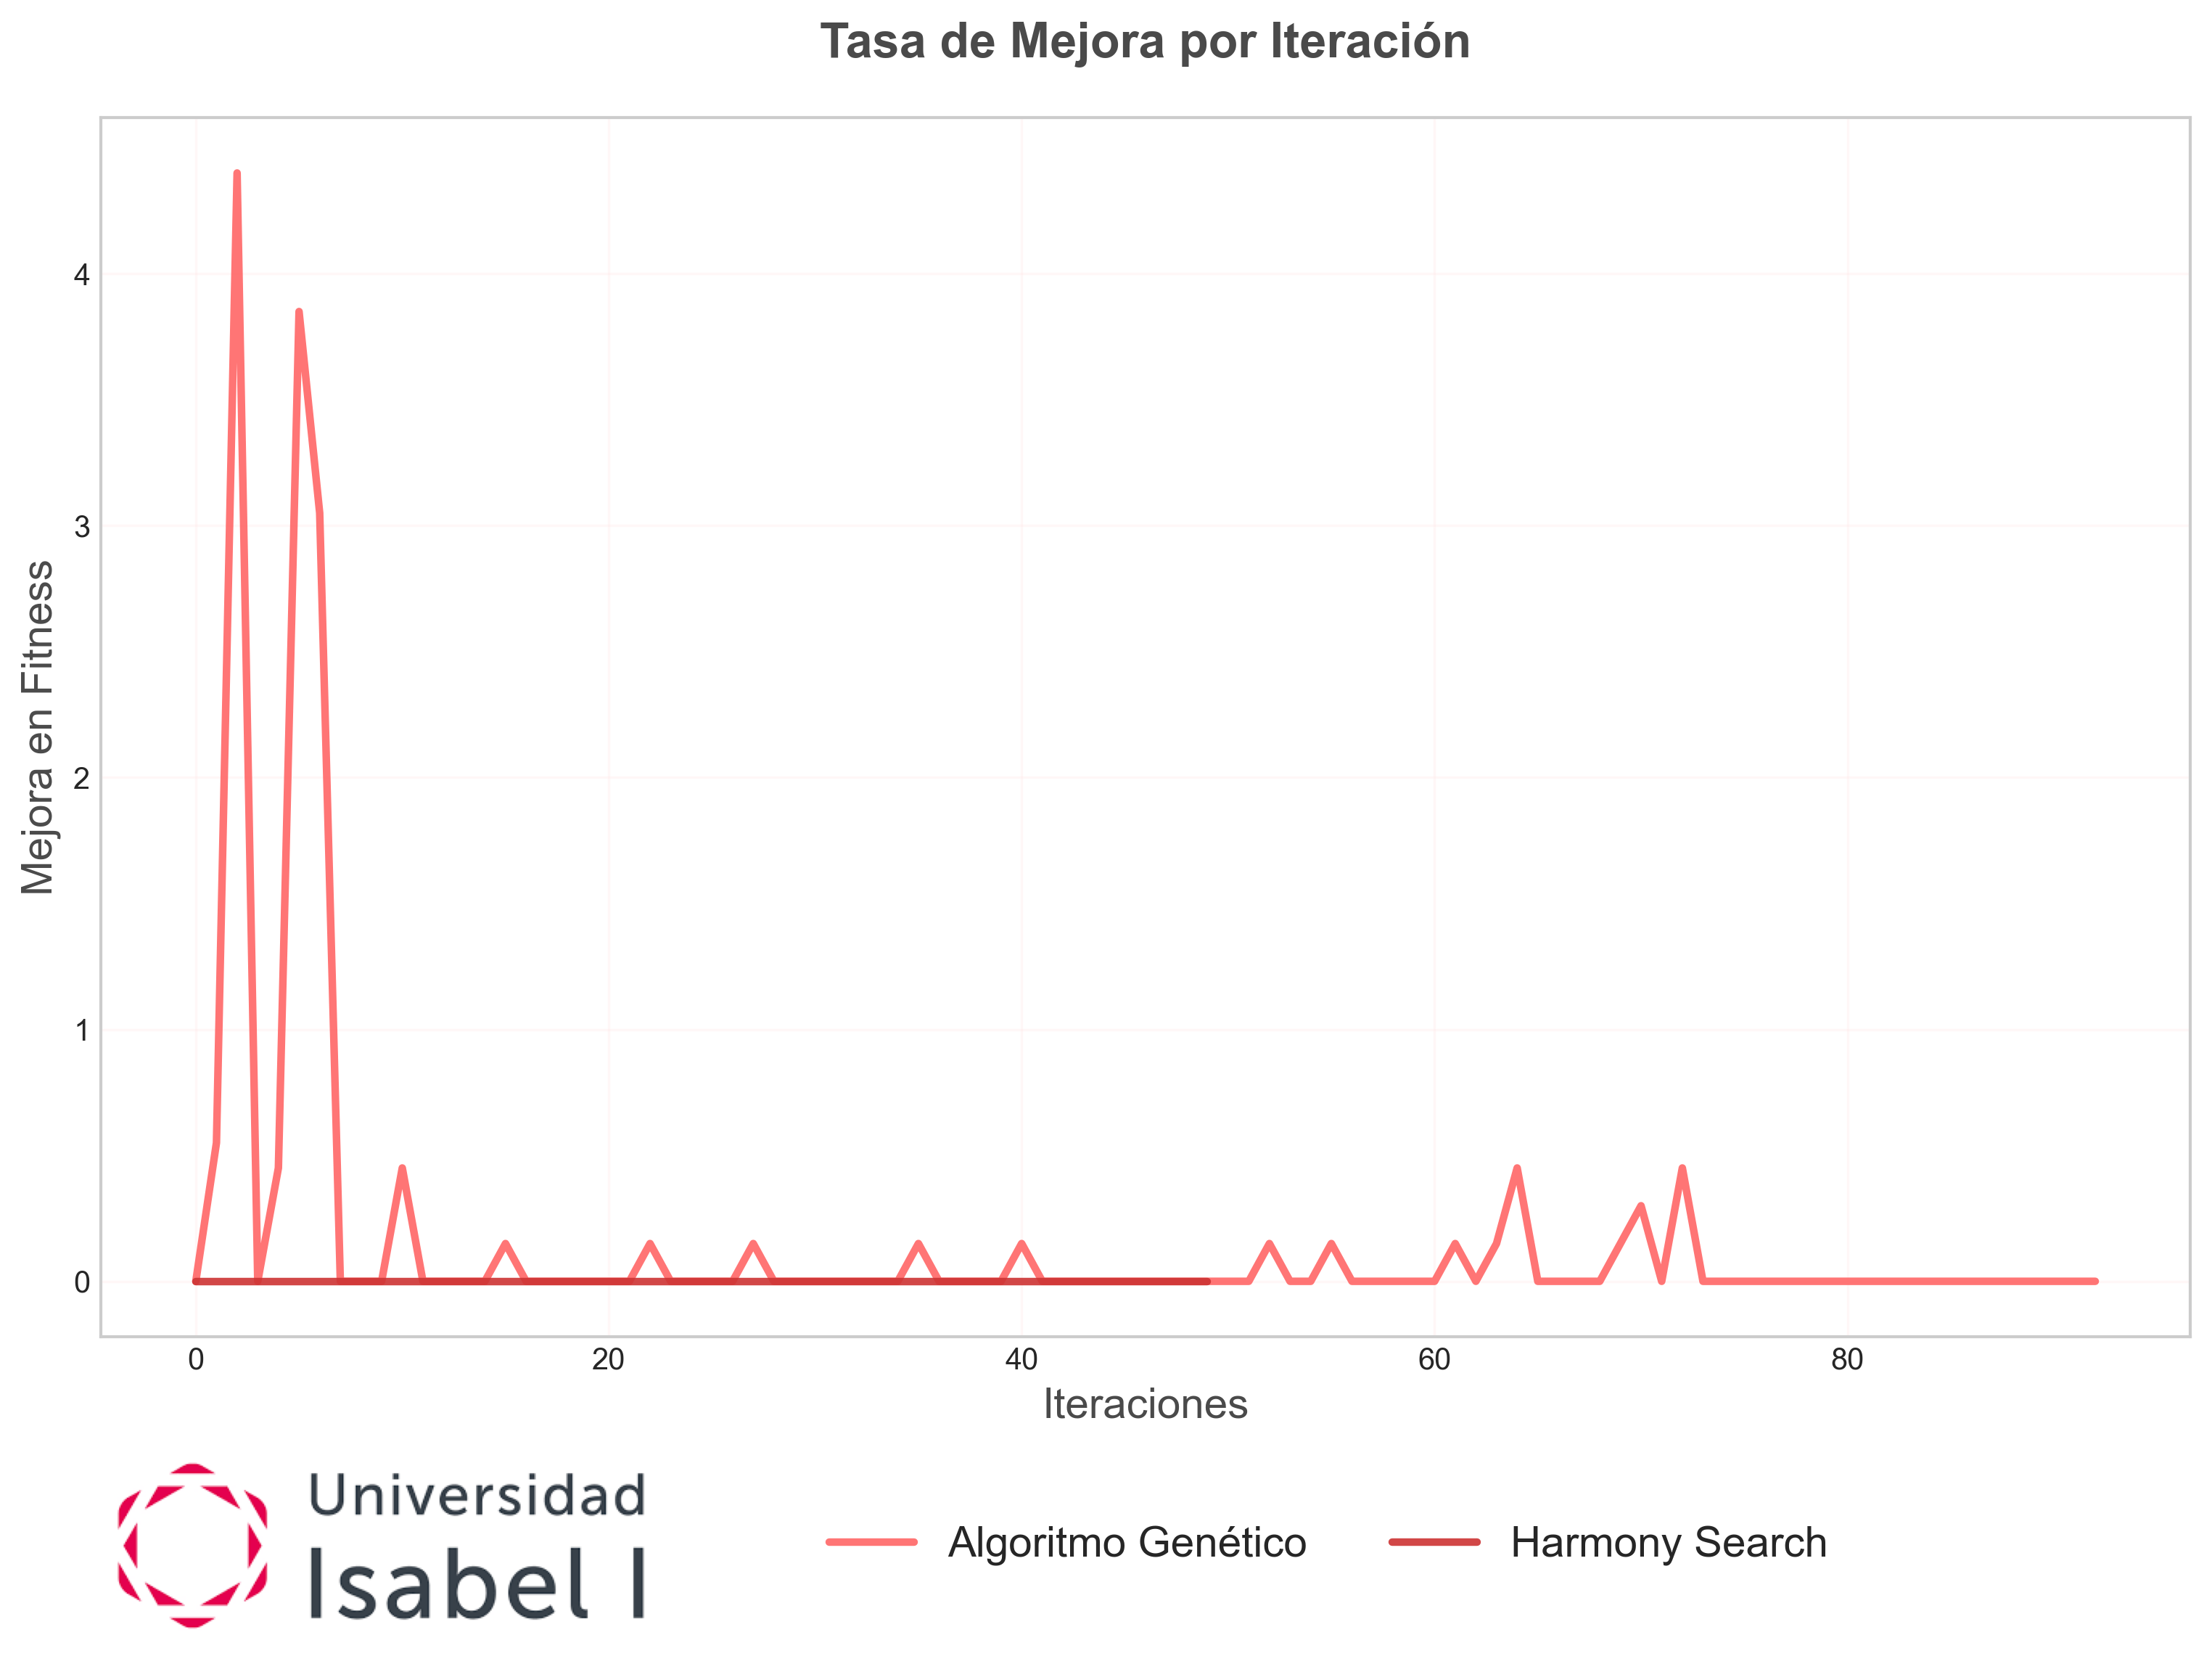 Tasa de Mejora por Iteración
Mejora en Fitness
4
3
2
1
0
0 20 40 60 80
Iteraciones
Universidad
Isabel I
Algoritmo Genético Harmony Search